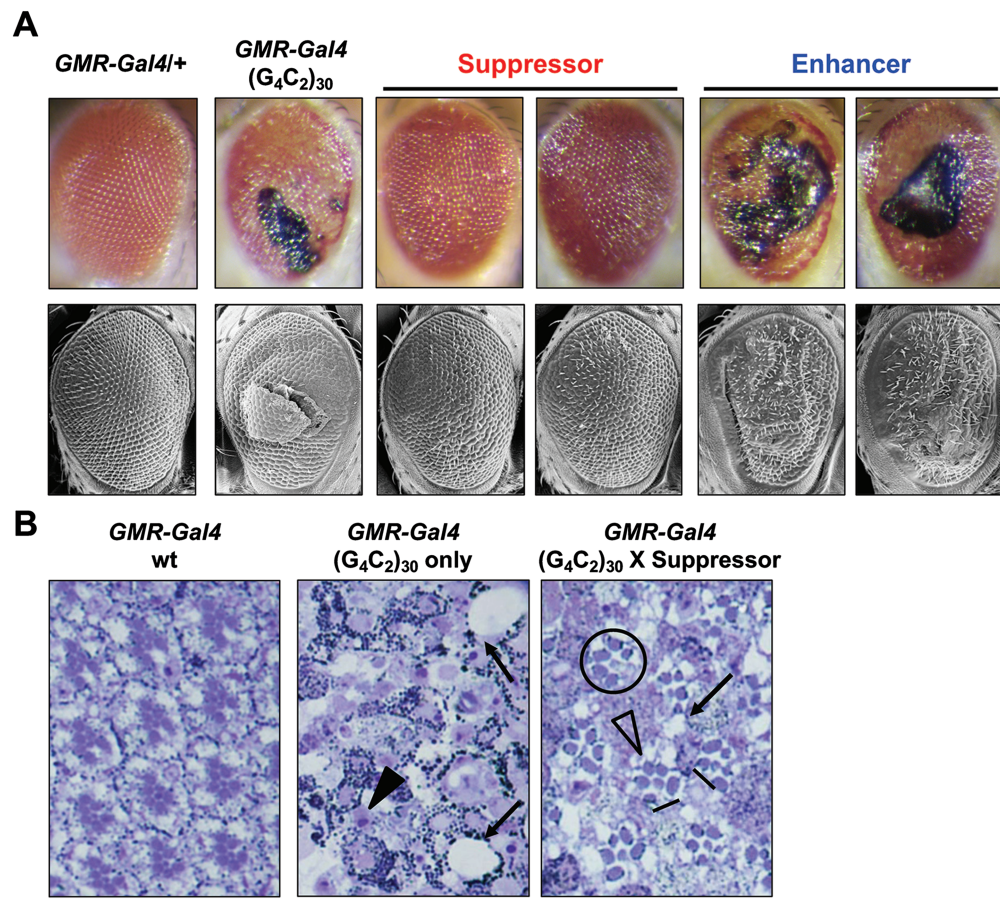 A
GMR-Gal4/+
GMR-Gal4
(G₄C₂)₃₀
Suppressor
Enhancer
B
GMR-Gal4
wt
GMR-Gal4
(G₄C₂)₃₀ only
GMR-Gal4
(G₄C₂)₃₀ X Suppressor